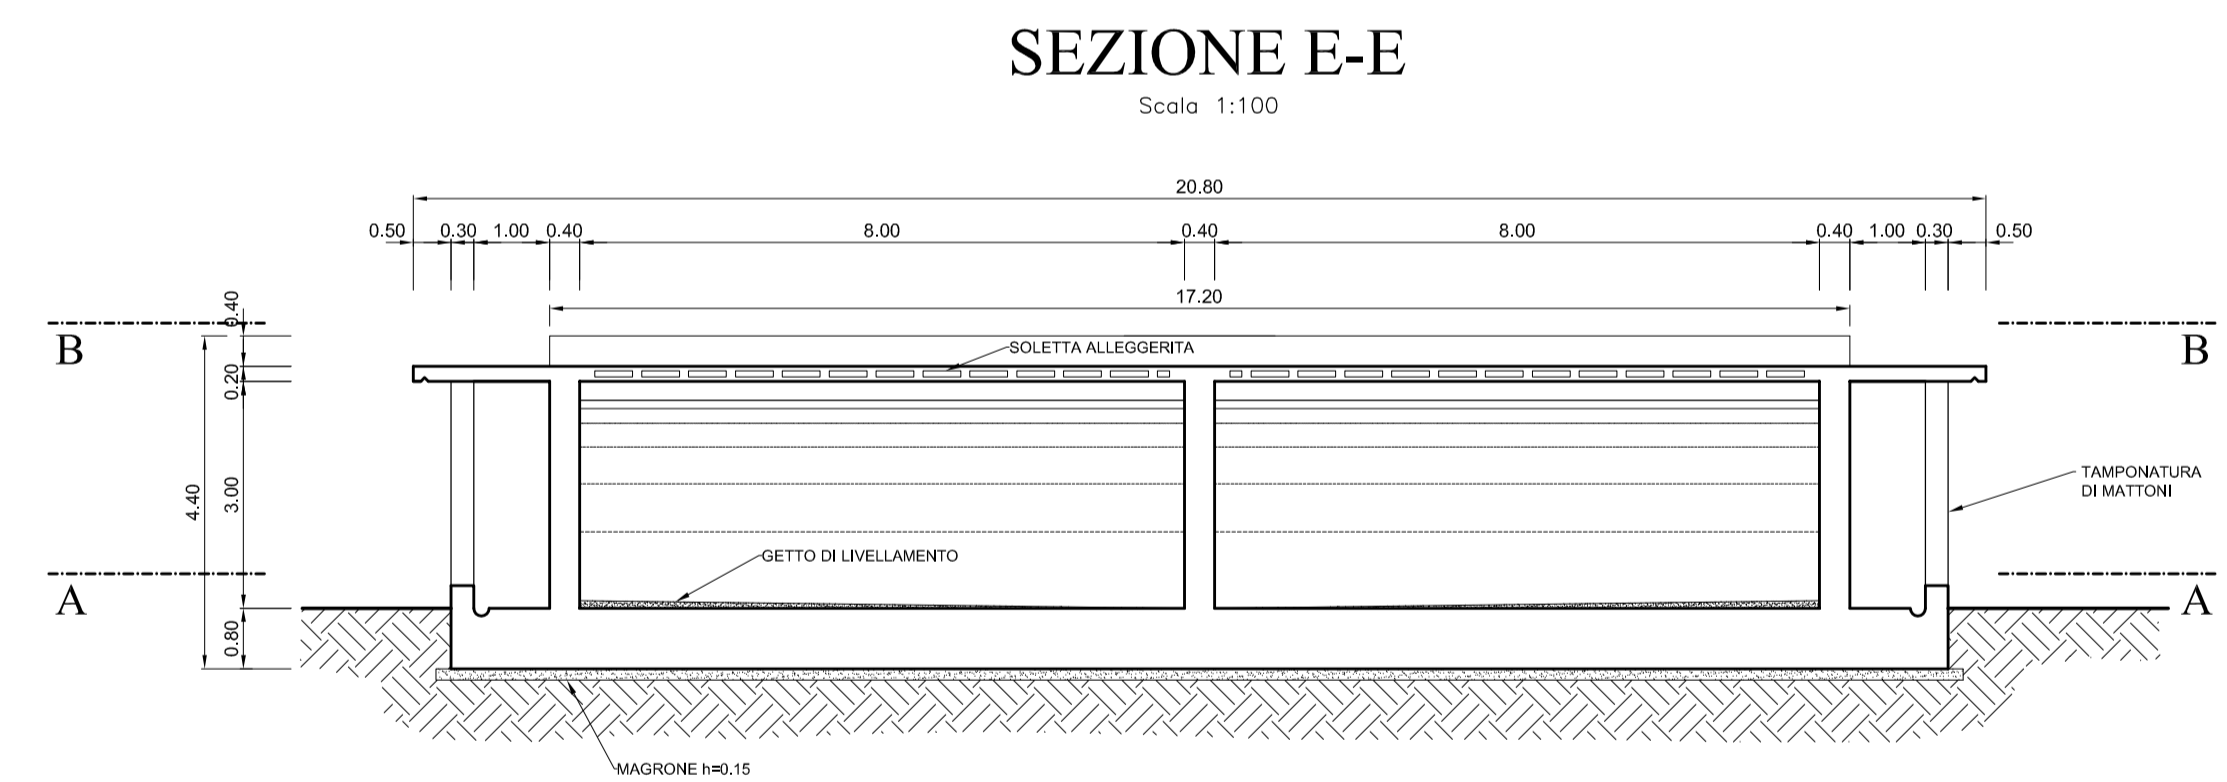 SEZIONE E-E
Scala 1:100
20.80
0.50 0.30 1.00 0.40 8.00 0.40 8.00 0.40 1.00 0.30 0.50
17.20
0.40
B B
SOLETTA ALLEGGERITA
0.20
TAMPONATURA
DI MATTONI
4.40
3.00
GETTO DI LIVELLAMENTO
A A
0.80
MAGRONE h=0.15